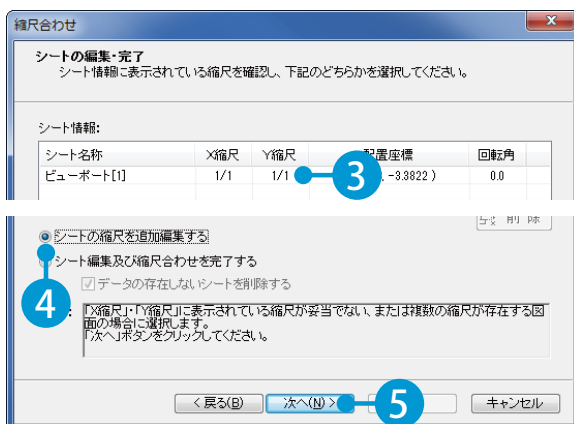 縮尺合わせ
シートの編集・完了
シート情報に表示されている縮尺を確認し、下記のどちらかを選択してください。
シート情報:
シート名称 X縮尺 Y縮尺 配置座標 回転角
ビューポート[1] 1/1 1/1 3 , -3.3822 ) 0.0
削 除
シートの縮尺を追加編集する
シート編集及び縮尺合わせを完了する
4
データの存在しないシートを削除する
「X縮尺」・「Y縮尺」に表示されている縮尺が妥当でない、または複数の縮尺が存在する図
面の場合に選択します。
「次へ」ボタンをクリックしてください。
< 戻る(B) 次へ(N) > 5 キャンセル